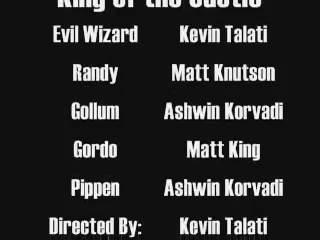 King of the Castle
Evil Wizard Kevin Talati
Randy Matt Knutson
Gollum Ashwin Korvadi
Gordo Matt King
Pippen Ashwin Korvadi
Directed By: Kevin Talati